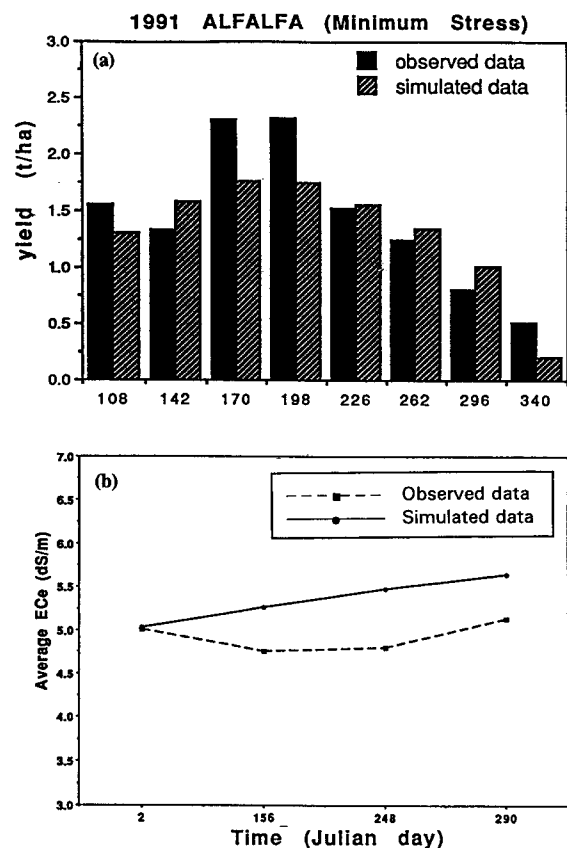 1991 ALFALFA (Minimum Stress)
(a)
observed data
simulated data
yield (t/ha)
3.0
2.5
2.0
1.5
1.0
0.5
0.0
108 142 170 198 226 262 296 340
(b)
Observed data
Simulated data
Average ECe (dS/m)
7.0
6.5
6.0
5.5
5.0
4.5
4.0
3.5
3.0
2 156 248 290
Time (Julian day)